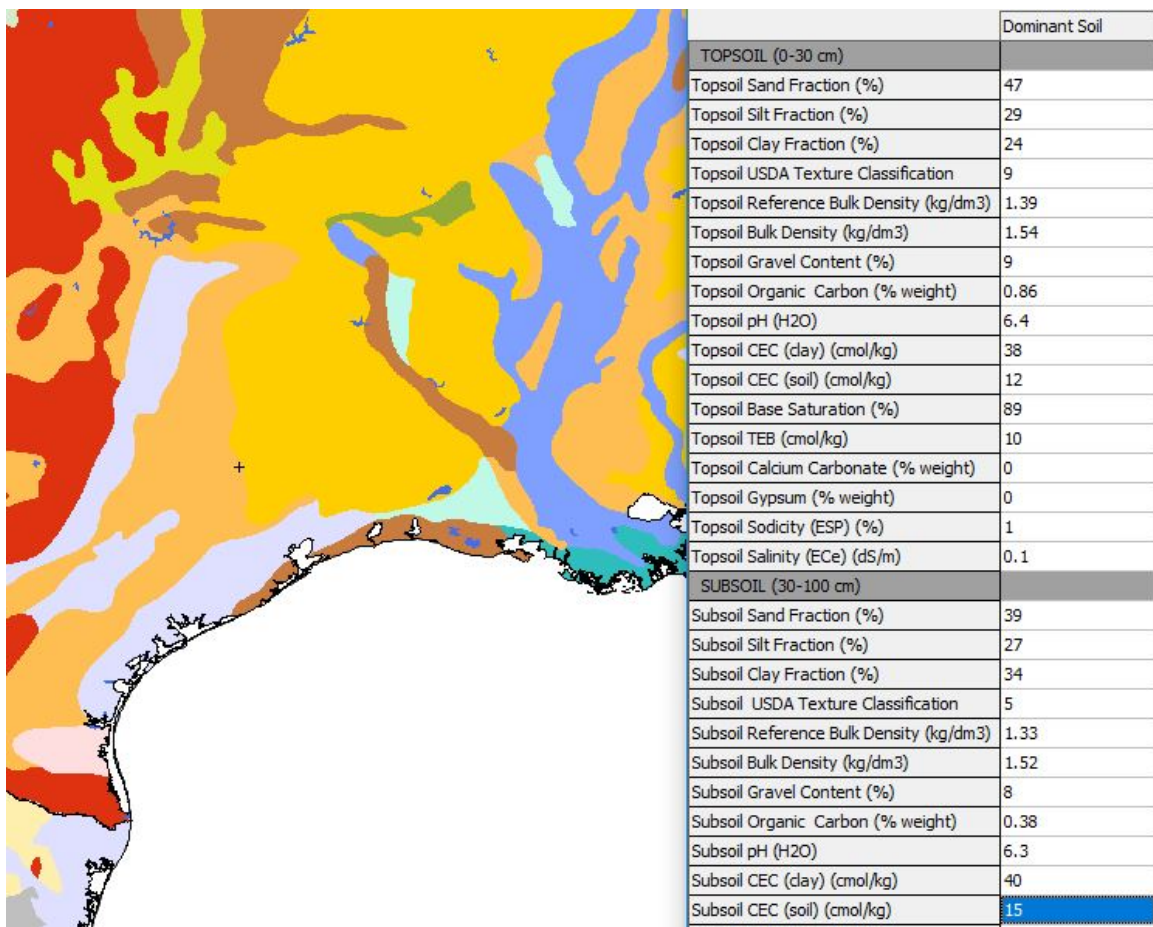 Dominant Soil
TOPSOIL (0-30 cm)
Topsoil Sand Fraction (%) 47
Topsoil Silt Fraction (%) 29
Topsoil Clay Fraction (%) 24
Topsoil USDA Texture Classification 9
Topsoil Reference Bulk Density (kg/dm3) 1.39
Topsoil Bulk Density (kg/dm3) 1.54
Topsoil Gravel Content (%) 9
Topsoil Organic Carbon (% weight) 0.86
Topsoil pH (H2O) 6.4
Topsoil CEC (clay) (cmol/kg) 38
Topsoil CEC (soil) (cmol/kg) 12
Topsoil Base Saturation (%) 89
Topsoil TEB (cmol/kg) 10
Topsoil Calcium Carbonate (% weight) 0
Topsoil Gypsum (% weight) 0
Topsoil Sodicity (ESP) (%) 1
Topsoil Salinity (ECe) (dS/m) 0.1
SUBSOIL (30-100 cm)
Subsoil Sand Fraction (%) 39
Subsoil Silt Fraction (%) 27
Subsoil Clay Fraction (%) 34
Subsoil USDA Texture Classification 5
Subsoil Reference Bulk Density (kg/dm3) 1.33
Subsoil Bulk Density (kg/dm3) 1.52
Subsoil Gravel Content (%) 8
Subsoil Organic Carbon (% weight) 0.38
Subsoil pH (H2O) 6.3
Subsoil CEC (clay) (cmol/kg) 40
Subsoil CEC (soil) (cmol/kg) 15